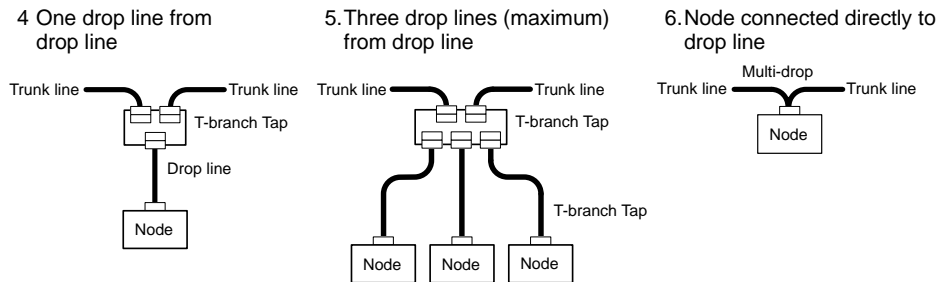 4 One drop line from
drop line
Trunk line
Trunk line
T-branch Tap
Drop line
Node
5. Three drop lines (maximum)
from drop line
Trunk line
Trunk line
T-branch Tap
T-branch Tap
Node
Node
Node
6. Node connected directly to
drop line
Multi-drop
Trunk line
Trunk line
Node